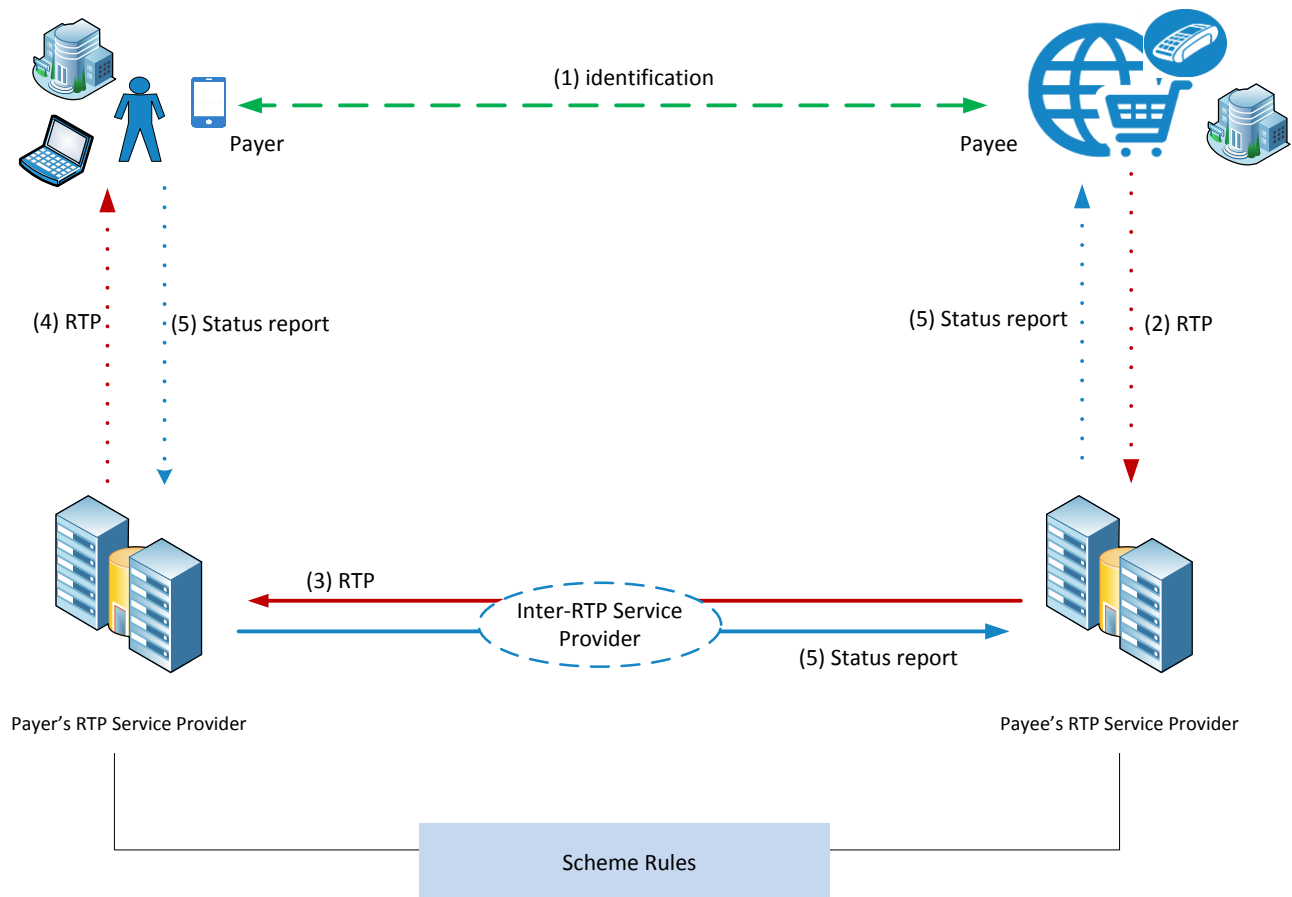 (1) identification
Payer
Payee
(4) RTP
(5) Status report
(5) Status report
(2) RTP
(3) RTP
Inter-RTP Service
Provider
(5) Status report
Payer’s RTP Service Provider
Payee’s RTP Service Provider
Scheme Rules